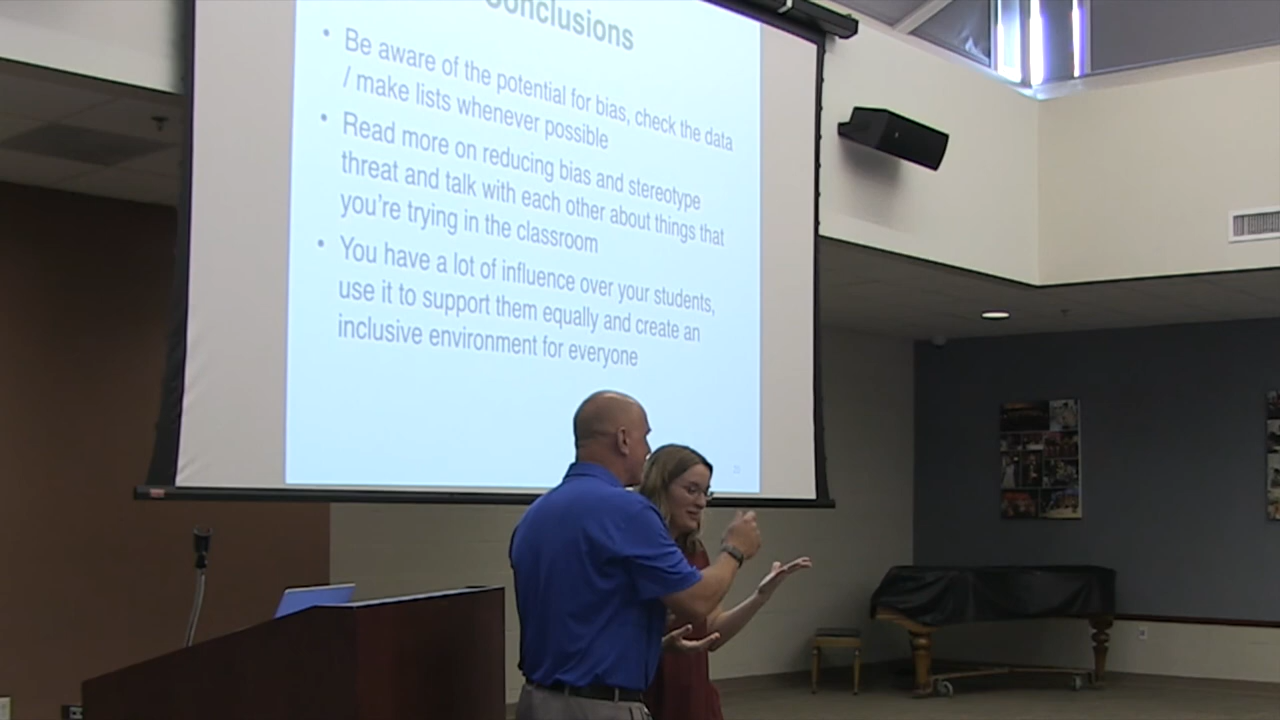 Conclusions
• Be aware of the potential for bias, check the data
/ make lists whenever possible
• Read more on reducing bias and stereotype
threat and talk with each other about things that
you're trying in the classroom
• You have a lot of influence over your students,
use it to support them equally and create an
inclusive environment for everyone